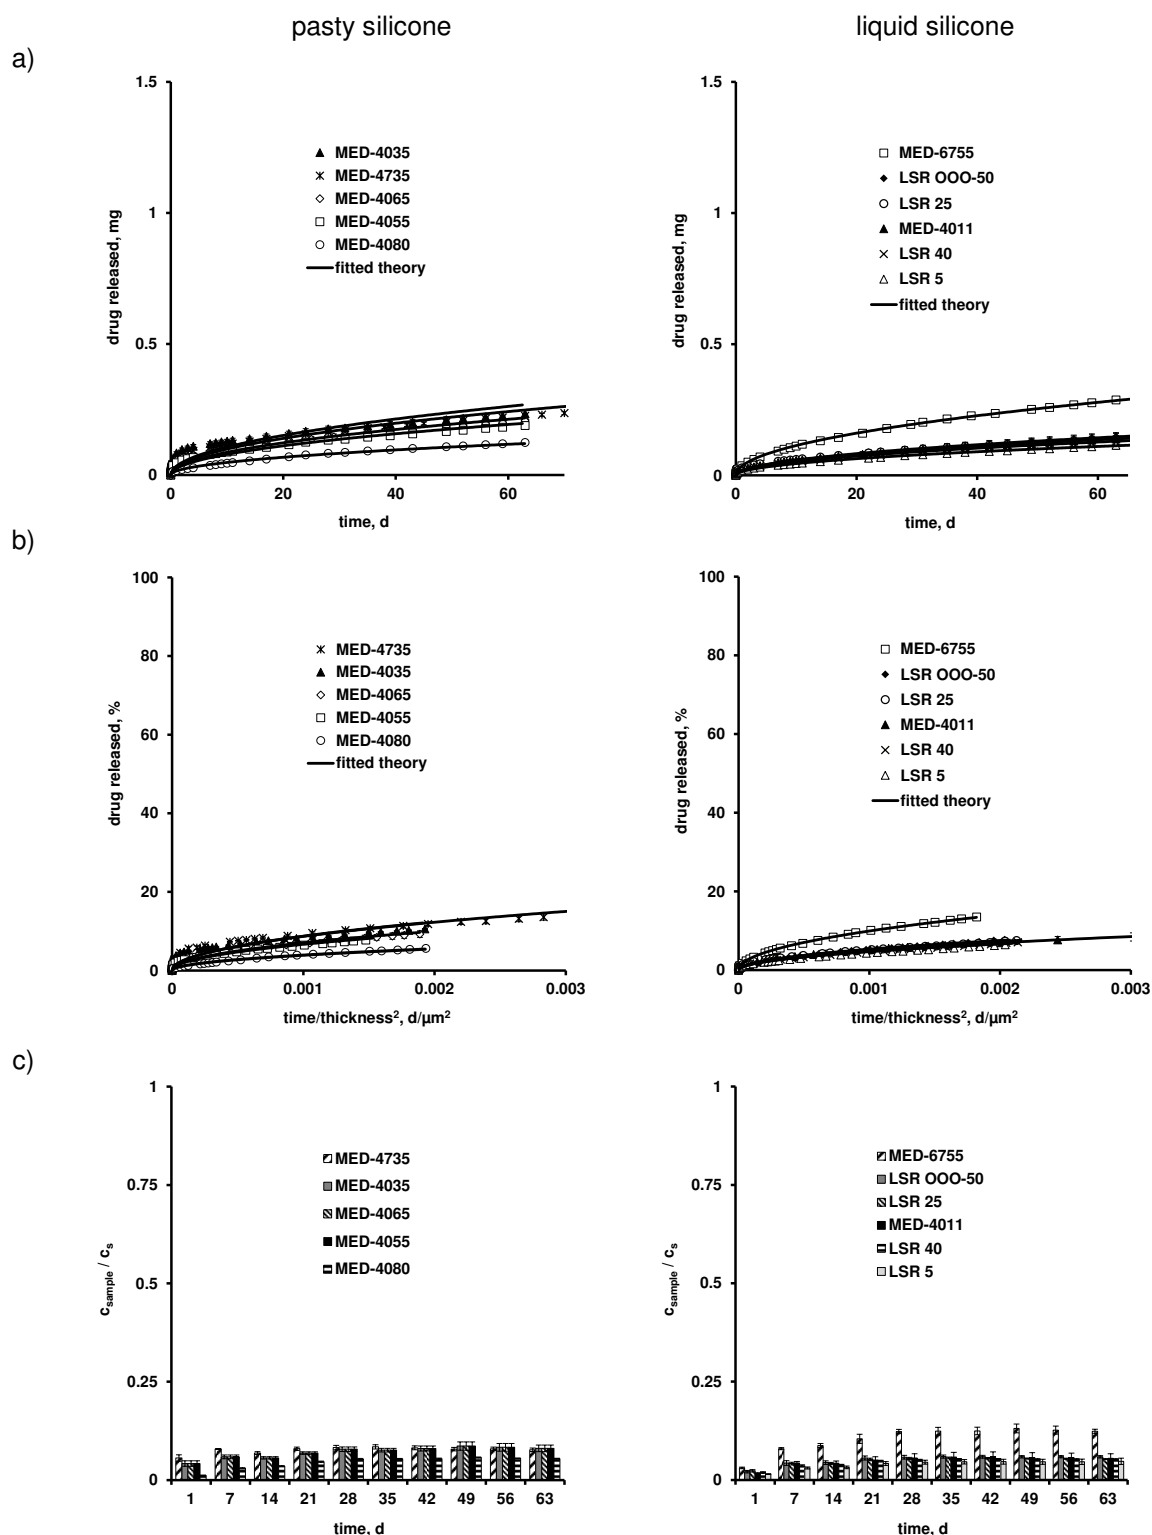 pasty silicone
liquid silicone
a)
1.5
1
0.5
0
0 20 40 60
drug released, mg
time, d
MED-4035
MED-4735
MED-4065
MED-4055
MED-4080
fitted theory
1.5
1
0.5
0
0 20 40 60
drug released, mg
time, d
MED-6755
LSR OOO-50
LSR 25
MED-4011
LSR 40
LSR 5
fitted theory
b)
100
80
60
40
20
0
0 0.001 0.002 0.003
drug released, %
time/thickness², d/µm²
MED-4735
MED-4035
MED-4065
MED-4055
MED-4080
fitted theory
100
80
60
40
20
0
0 0.001 0.002 0.003
drug released, %
time/thickness², d/µm²
MED-6755
LSR OOO-50
LSR 25
MED-4011
LSR 40
LSR 5
fitted theory
c)
1
0.75
0.5
0.25
0
1 7 14 21 28 35 42 49 56 63
c_sample / c_s
time, d
MED-4735
MED-4035
MED-4065
MED-4055
MED-4080
1
0.75
0.5
0.25
0
1 7 14 21 28 35 42 49 56 63
c_sample / c_s
time, d
MED-6755
LSR OOO-50
LSR 25
MED-4011
LSR 40
LSR 5